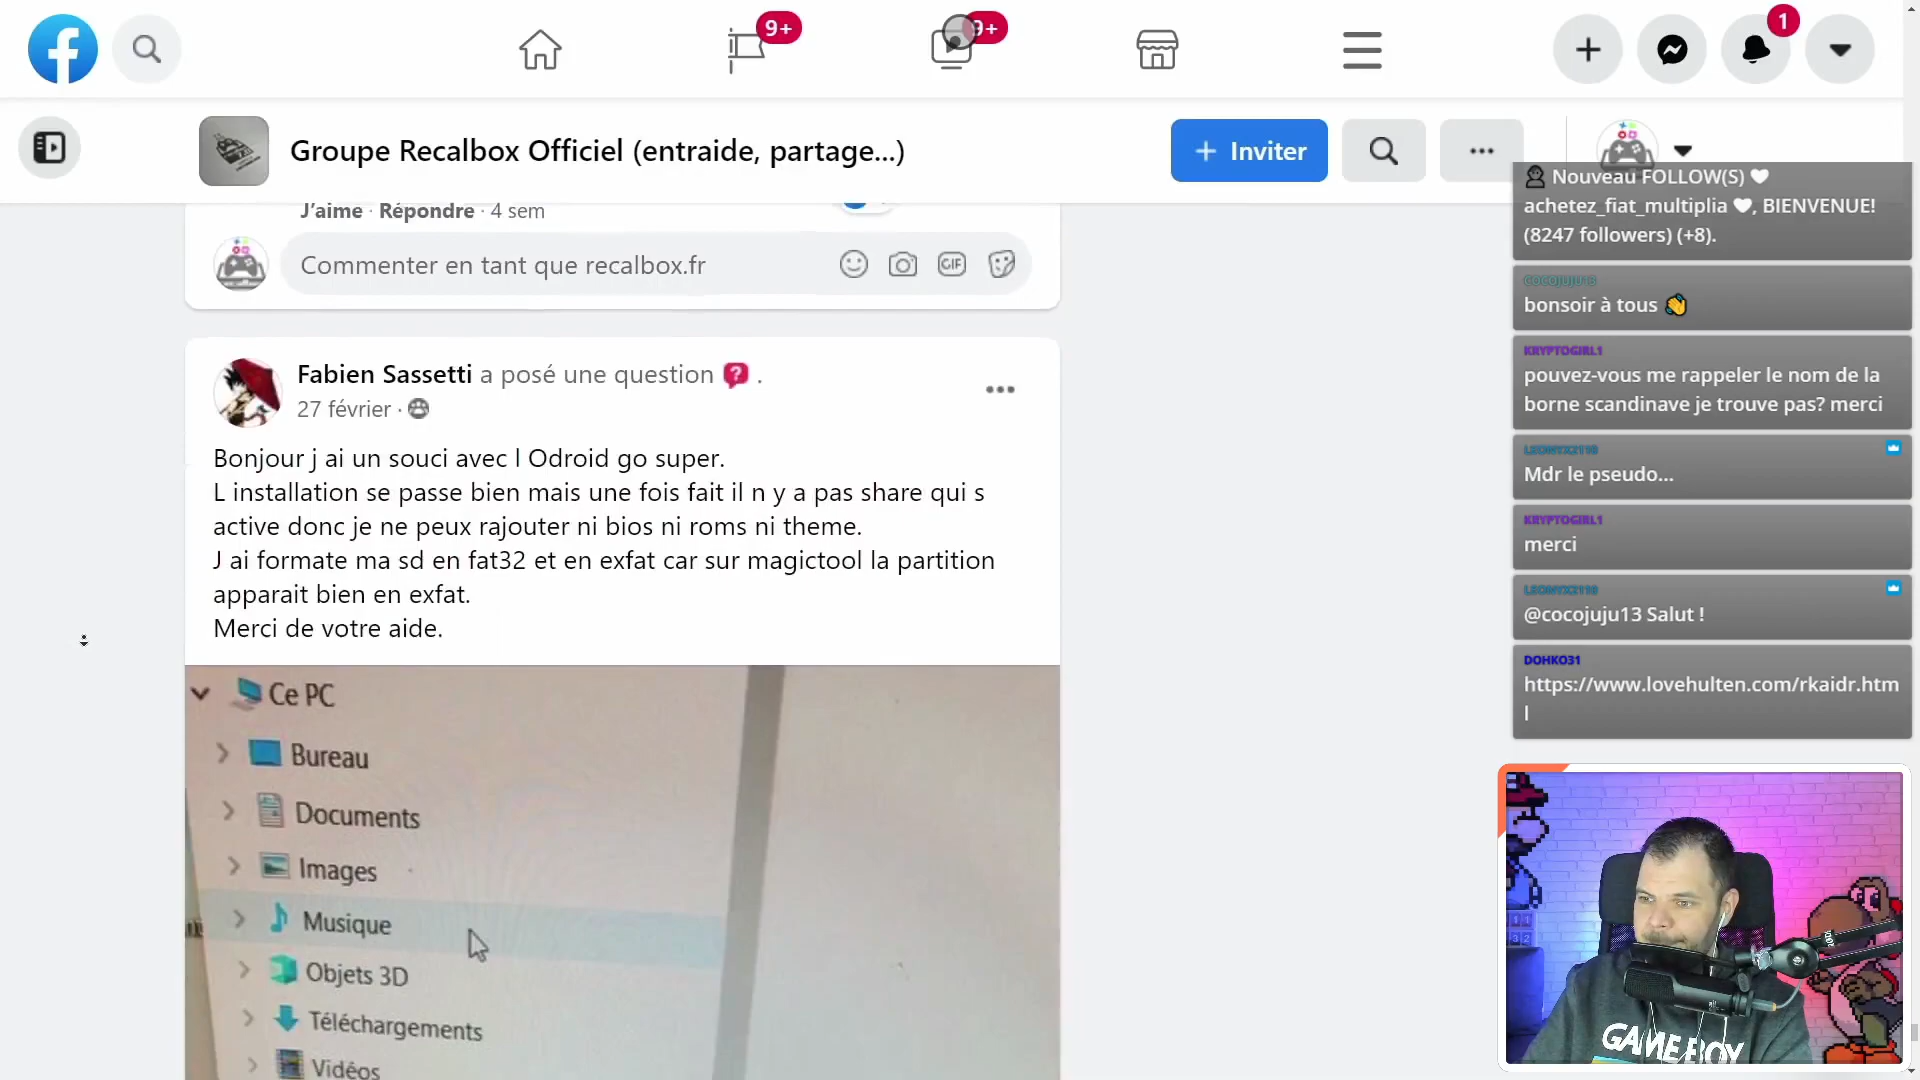 9+
9+
1
Groupe Recalbox Officiel (entraide, partage...)
+ Inviter
J'aime · Répondre · 4 sem
Commenter en tant que recalbox.fr
GIF
Fabien Sassetti a posé une question .
27 février ·
Bonjour j ai un souci avec l Odroid go super.
L installation se passe bien mais une fois fait il n y a pas share qui s
active donc je ne peux rajouter ni bios ni roms ni theme.
J ai formate ma sd en fat32 et en exfat car sur magictool la partition
apparait bien en exfat.
Merci de votre aide.
Ce PC
Bureau
Documents
Images
Musique
Objets 3D
Téléchargements
Vidéos
Nouveau FOLLOW(S)
achetez_fiat_multiplia , BIENVENUE!
(8247 followers) (+8).
COCOJUJU13
bonsoir à tous
KRYPTOGIRL1
pouvez-vous me rappeler le nom de la
borne scandinave je trouve pas? merci
Mdr le pseudo...
KRYPTOGIRL1
merci
@cocojuju13 Salut !
DOHKO31
https://www.lovehulten.com/rkaidr.htm
l
GAME BOY